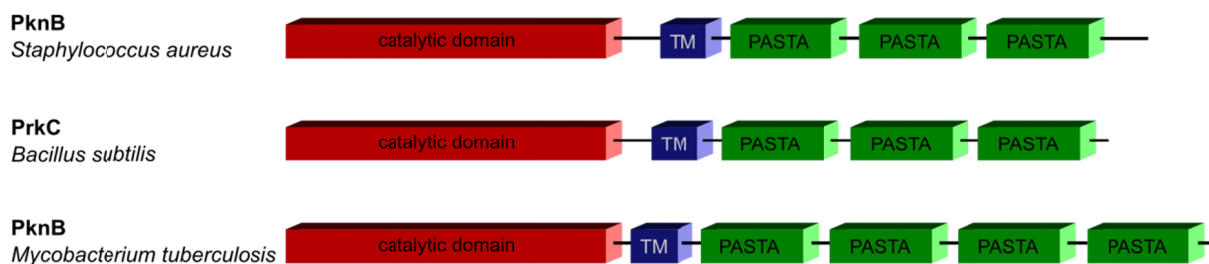 PknB
Staphylococcus aureus
catalytic domain TM PASTA PASTA PASTA
PrkC
Bacillus subtilis
catalytic domain TM PASTA PASTA PASTA
PknB
Mycobacterium tuberculosis
catalytic domain TM PASTA PASTA PASTA PASTA